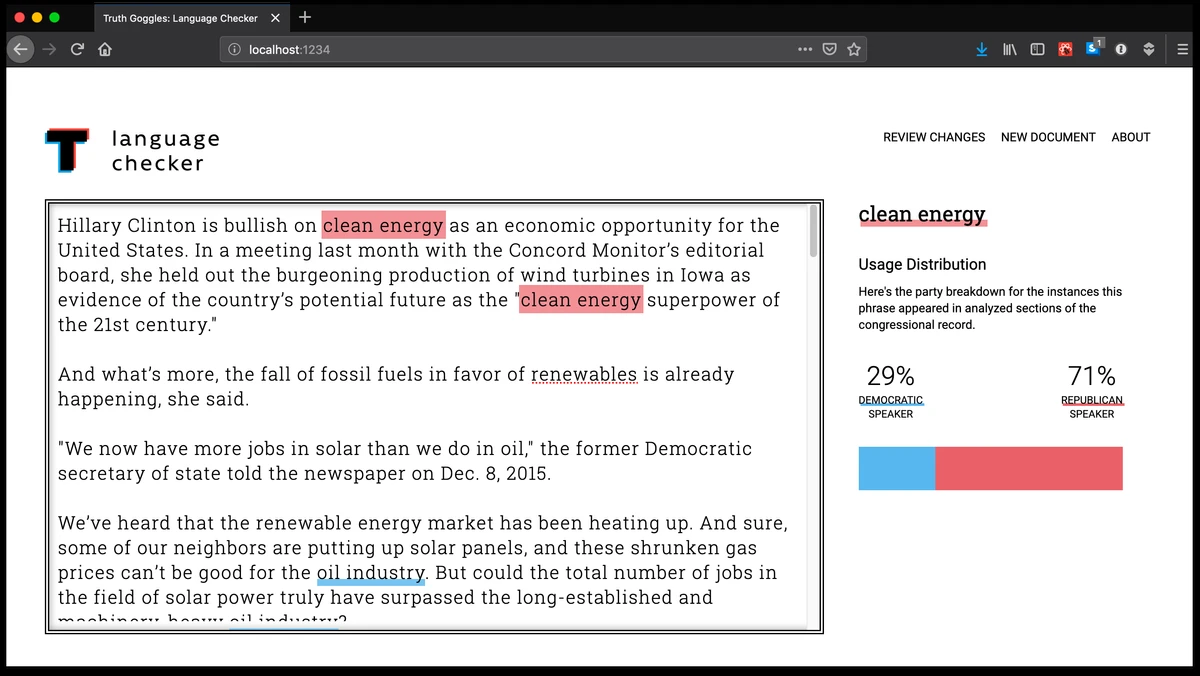 Truth Goggles: Language Checker
localhost:1234
1
language
checker
REVIEW CHANGES NEW DOCUMENT ABOUT
Hillary Clinton is bullish on clean energy as an economic opportunity for the
United States. In a meeting last month with the Concord Monitor’s editorial
board, she held out the burgeoning production of wind turbines in Iowa as
evidence of the country’s potential future as the "clean energy superpower of
the 21st century."
And what’s more, the fall of fossil fuels in favor of renewables is already
happening, she said.
"We now have more jobs in solar than we do in oil," the former Democratic
secretary of state told the newspaper on Dec. 8, 2015.
We’ve heard that the renewable energy market has been heating up. And sure,
some of our neighbors are putting up solar panels, and these shrunken gas
prices can’t be good for the oil industry. But could the total number of jobs in
the field of solar power truly have surpassed the long-established and
machinery-heavy oil industry?
clean energy
Usage Distribution
Here's the party breakdown for the instances this
phrase appeared in analyzed sections of the
congressional record.
29% 71%
DEMOCRATIC REPUBLICAN
SPEAKER SPEAKER